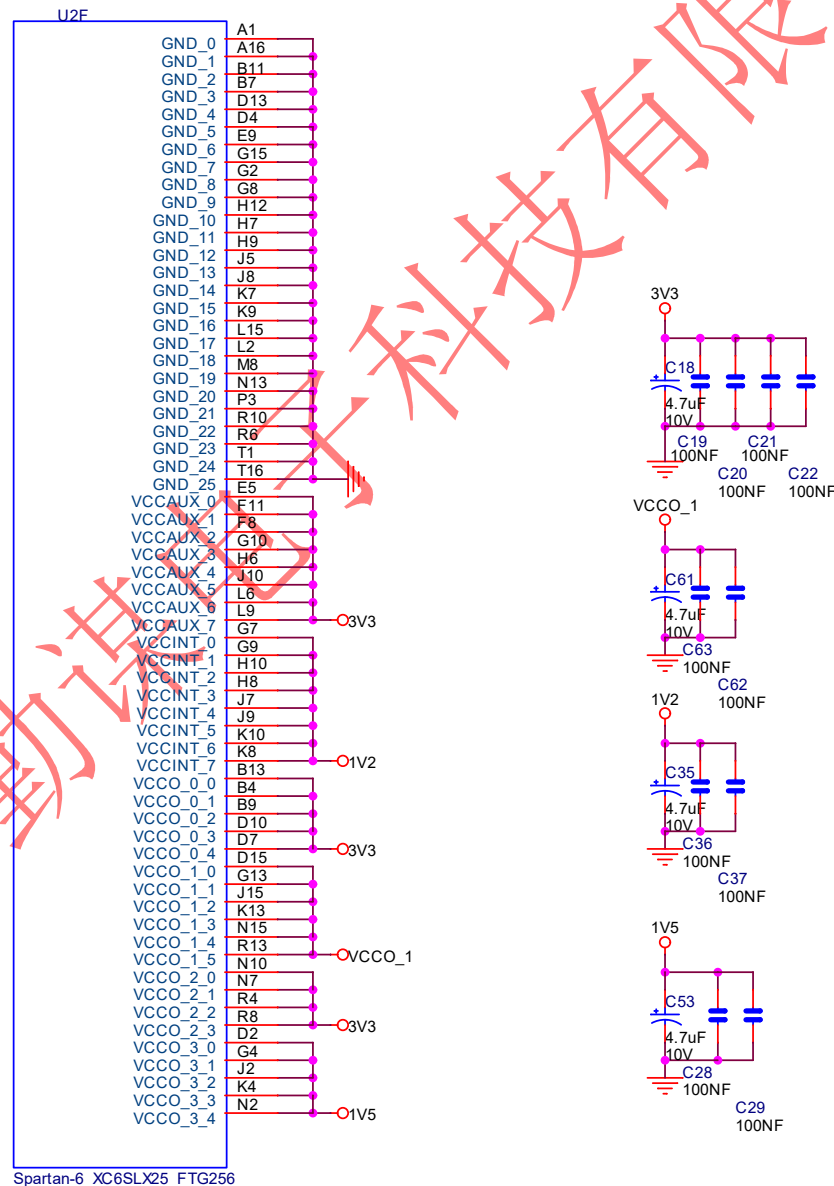 U2F
GND_0 A1
GND_1 A16
GND_2 B11
GND_3 B7
GND_4 D13
GND_5 D4
GND_6 E9
GND_7 G15
GND_8 G2
GND_9 G8
GND_10 H12
GND_11 H7
GND_12 H9
GND_13 J5
GND_14 J8
GND_15 K7
GND_16 K9
GND_17 L15
GND_18 L2
GND_19 M8
GND_20 N13
GND_21 P3
GND_22 R10
GND_23 R6
GND_24 T1
GND_25 T16
VCCAUX_0 E5
VCCAUX_1 F11
VCCAUX_2 F8
VCCAUX_3 G10
VCCAUX_4 H6
VCCAUX_5 J10
VCCAUX_6 L6
VCCAUX_7 L9 3V3
VCCINT_0 G7
VCCINT_1 G9
VCCINT_2 H10
VCCINT_3 H8
VCCINT_4 J7
VCCINT_5 J9
VCCINT_6 K10
VCCINT_7 K8 1V2
VCCO_0_0 B13
VCCO_0_1 B4
VCCO_0_2 B9
VCCO_0_3 D10
VCCO_0_4 D7 3V3
VCCO_1_0 D15
VCCO_1_1 G13
VCCO_1_2 J15
VCCO_1_3 K13
VCCO_1_4 N15
VCCO_1_5 R13 VCCO_1
VCCO_2_0 N10
VCCO_2_1 N7
VCCO_2_2 R4
VCCO_2_3 R8 3V3
VCCO_3_0 D2
VCCO_3_1 G4
VCCO_3_2 J2
VCCO_3_3 K4
VCCO_3_4 N2 1V5
Spartan-6 XC6SLX25 FTG256
3V3
C18
4.7uF
10V
C19
100NF
C20
100NF
C21
100NF
C22
100NF
VCCO_1
C61
4.7uF
10V
C63
100NF
C62
100NF
1V2
C35
4.7uF
10V
C36
100NF
C37
100NF
1V5
C53
4.7uF
10V
C28
100NF
C29
100NF
勤谋电子科技有限